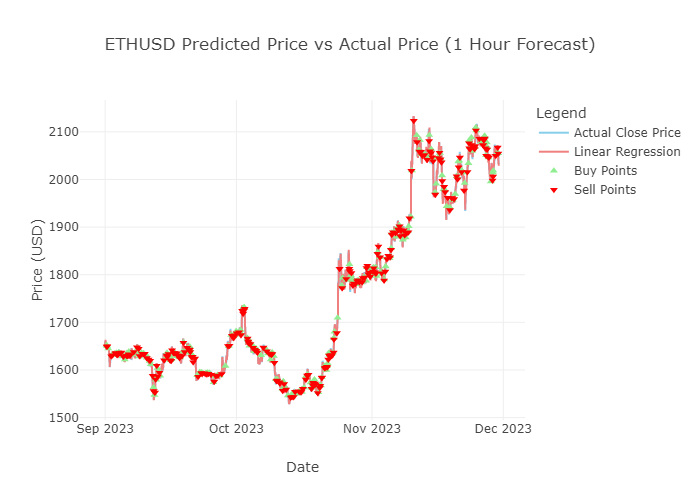 ETHUSD Predicted Price vs Actual Price (1 Hour Forecast)
Legend
Actual Close Price
Linear Regression
Buy Points
Sell Points
Price (USD)
2100
2000
1900
1800
1700
1600
1500
Sep 2023
Oct 2023
Nov 2023
Dec 2023
Date